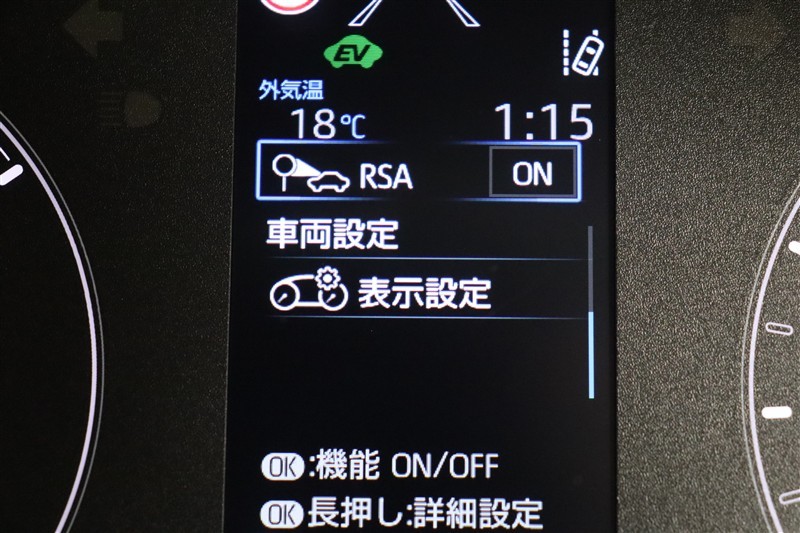 EV
外気温
18℃ 1:15
RSA ON
車両設定
表示設定
OK:機能 ON/OFF
OK長押し:詳細設定